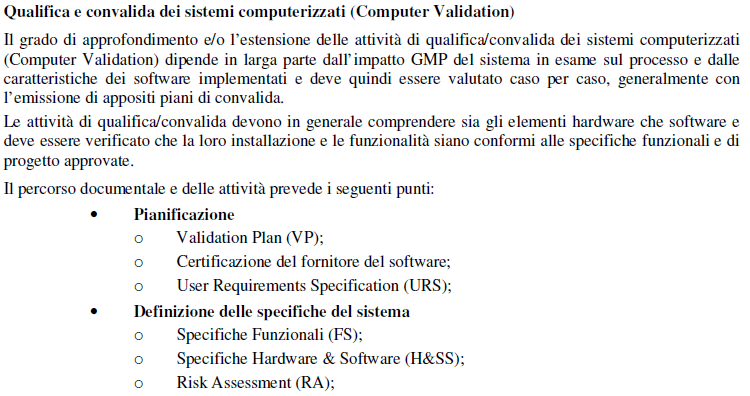 Qualifica e convalida dei sistemi computerizzati (Computer Validation)
Il grado di approfondimento e/o l'estensione delle attività di qualifica/convalida dei sistemi computerizzati
(Computer Validation) dipende in larga parte dall'impatto GMP del sistema in esame sul processo e dalle
caratteristiche dei software implementati e deve quindi essere valutato caso per caso, generalmente con
l'emissione di appositi piani di convalida.
Le attività di qualifica/convalida devono in generale comprendere sia gli elementi hardware che software e
deve essere verificato che la loro installazione e le funzionalità siano conformi alle specifiche funzionali e di
progetto approvate.
Il percorso documentale e delle attività prevede i seguenti punti:
• Pianificazione
o Validation Plan (VP);
o Certificazione del fornitore del software;
o User Requirements Specification (URS);
• Definizione delle specifiche del sistema
o Specifiche Funzionali (FS);
o Specifiche Hardware & Software (H&SS);
o Risk Assessment (RA);